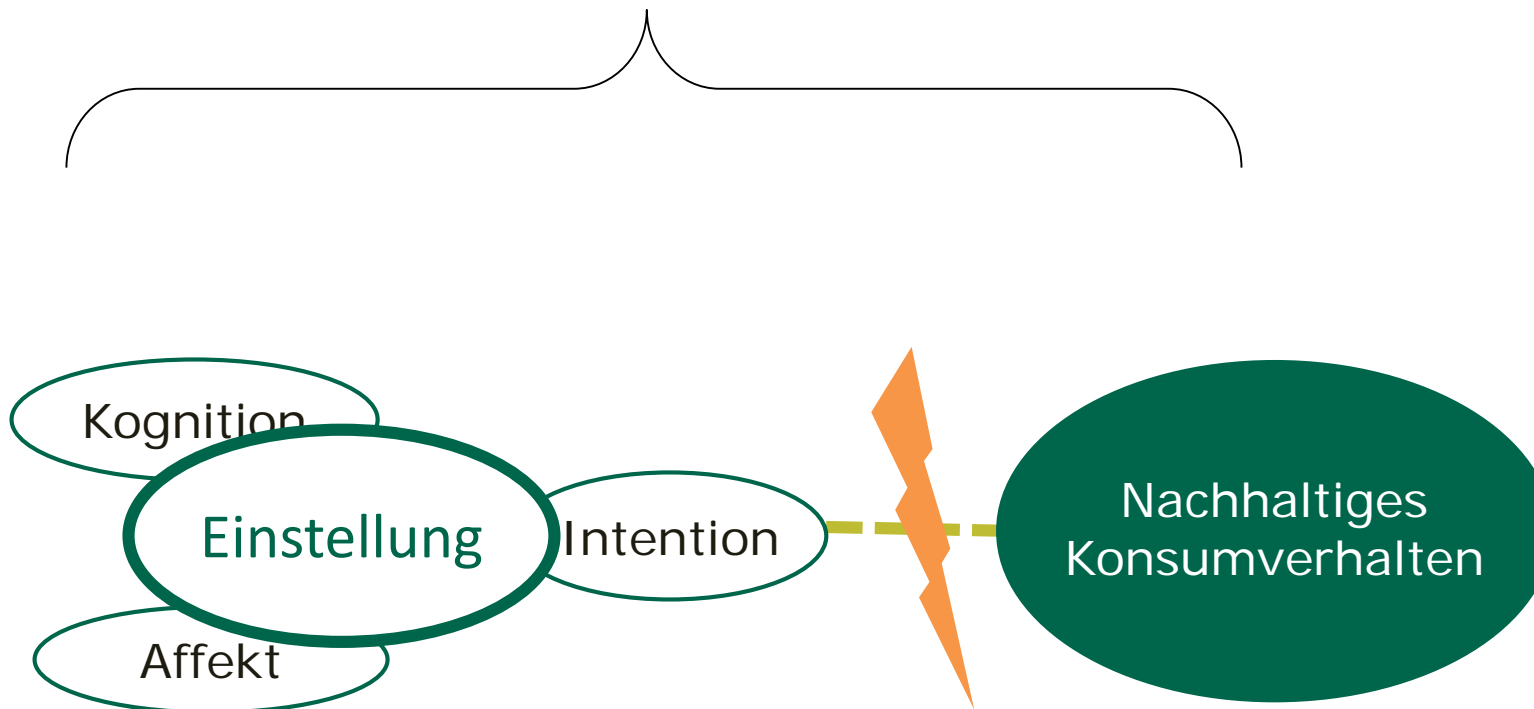 Kognition
Einstellung
Intention
Affekt
Nachhaltiges
Konsumverhalten